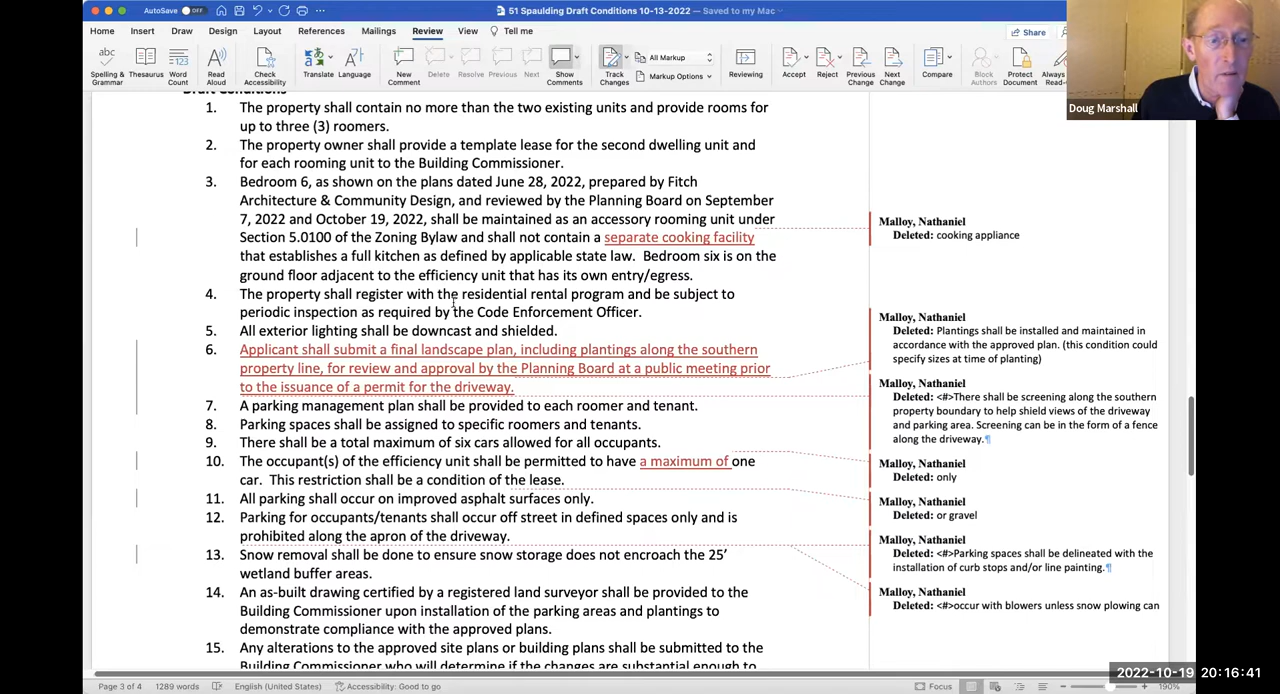 AutoSave OFF
51 Spaulding Draft Conditions 10-13-2022 — Saved to my Mac
Home Insert Draw Design Layout References Mailings Review View Tell me
Share
Spelling & Grammar
Thesaurus
Word Count
Read Aloud
Check Accessibility
Translate
Language
New Comment
Delete
Resolve
Previous
Next
Show Comments
Track Changes
All Markup
Markup Options
Reviewing
Accept
Reject
Previous Change
Next Change
Compare
Block Authors
Protect Document
Always Read-
Doug Marshall
Draft Conditions
1. The property shall contain no more than the two existing units and provide rooms for
up to three (3) roomers.
2. The property owner shall provide a template lease for the second dwelling unit and
for each rooming unit to the Building Commissioner.
3. Bedroom 6, as shown on the plans dated June 28, 2022, prepared by Fitch
Architecture & Community Design, and reviewed by the Planning Board on September
7, 2022 and October 19, 2022, shall be maintained as an accessory rooming unit under
Section 5.0100 of the Zoning Bylaw and shall not contain a separate cooking facility
that establishes a full kitchen as defined by applicable state law.  Bedroom six is on the
ground floor adjacent to the efficiency unit that has its own entry/egress.
4. The property shall register with the residential rental program and be subject to
periodic inspection as required by the Code Enforcement Officer.
5. All exterior lighting shall be downcast and shielded.
6. Applicant shall submit a final landscape plan, including plantings along the southern
property line, for review and approval by the Planning Board at a public meeting prior
to the issuance of a permit for the driveway.
7. A parking management plan shall be provided to each roomer and tenant.
8. Parking spaces shall be assigned to specific roomers and tenants.
9. There shall be a total maximum of six cars allowed for all occupants.
10. The occupant(s) of the efficiency unit shall be permitted to have a maximum of one
car.  This restriction shall be a condition of the lease.
11. All parking shall occur on improved asphalt surfaces only.
12. Parking for occupants/tenants shall occur off street in defined spaces only and is
prohibited along the apron of the driveway.
13. Snow removal shall be done to ensure snow storage does not encroach the 25’
wetland buffer areas.
14. An as-built drawing certified by a registered land surveyor shall be provided to the
Building Commissioner upon installation of the parking areas and plantings to
demonstrate compliance with the approved plans.
15. Any alterations to the approved site plans or building plans shall be submitted to the
Building Commissioner who will determine if the changes are substantial enough to
Malloy, Nathaniel
Deleted: cooking appliance
Malloy, Nathaniel
Deleted: Plantings shall be installed and maintained in
accordance with the approved plan. (this condition could
specify sizes at time of planting)
Malloy, Nathaniel
Deleted: <#>There shall be screening along the southern
property boundary to help shield views of the driveway
and parking area. Screening can be in the form of a fence
along the driveway.¶
Malloy, Nathaniel
Deleted: only
Malloy, Nathaniel
Deleted: or gravel
Malloy, Nathaniel
Deleted: <#>Parking spaces shall be delineated with the
installation of curb stops and/or line painting.¶
Malloy, Nathaniel
Deleted: <#>occur with blowers unless snow plowing can
Page 3 of 4 1289 words English (United States) Accessibility: Good to go Focus 190%
2022-10-19 20:16:41